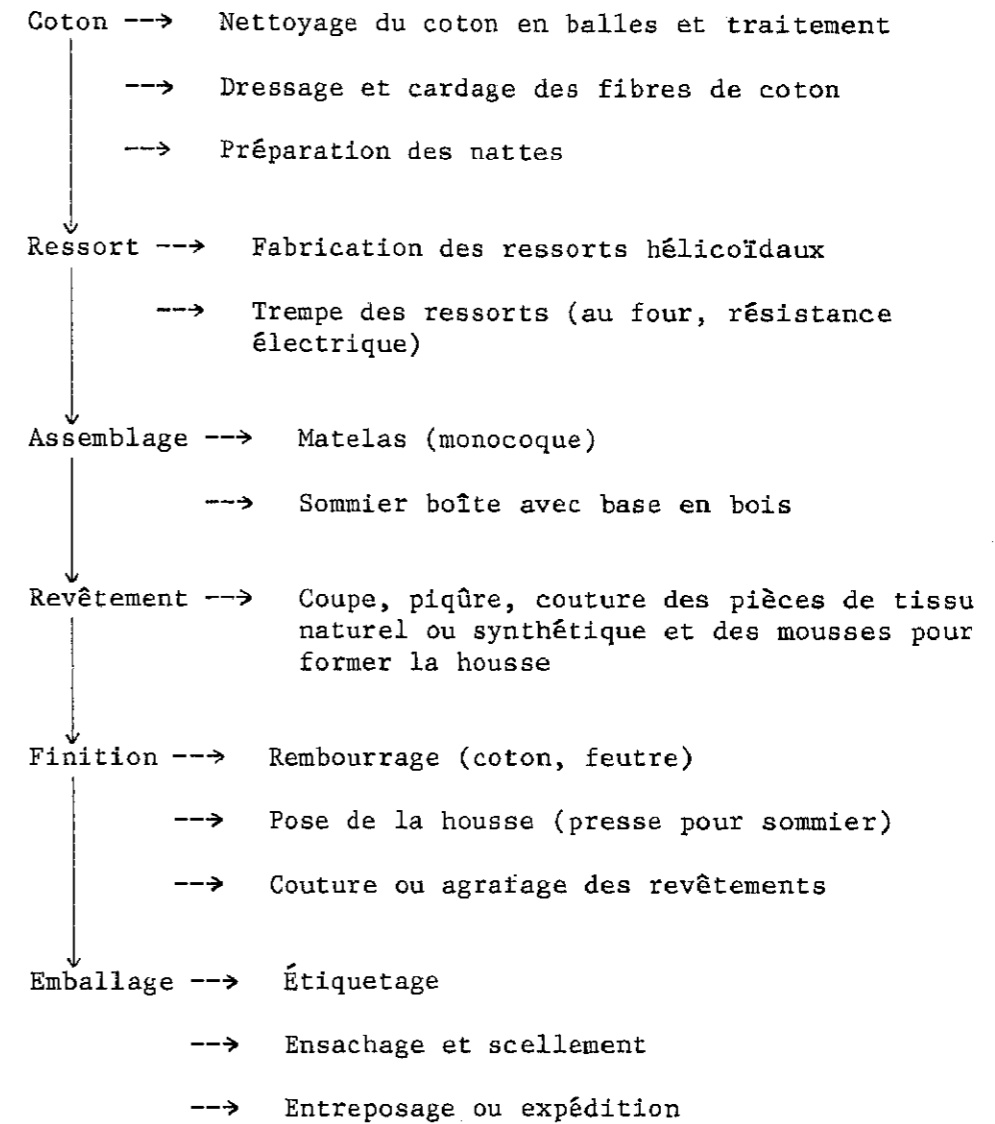 Coton ---> Nettoyage du coton en balles et traitement
---> Dressage et cardage des fibres de coton
---> Préparation des nattes
Ressort ---> Fabrication des ressorts hélicoïdaux
---> Trempe des ressorts (au four, résistance
électrique)
Assemblage ---> Matelas (monocoque)
---> Sommier boîte avec base en bois
Revêtement ---> Coupe, piqûre, couture des pièces de tissu
naturel ou synthétique et des mousses pour
former la housse
Finition ---> Rembourrage (coton, feutre)
---> Pose de la housse (presse pour sommier)
---> Couture ou agrafage des revêtements
Emballage ---> Étiquetage
---> Ensachage et scellement
---> Entreposage ou expédition